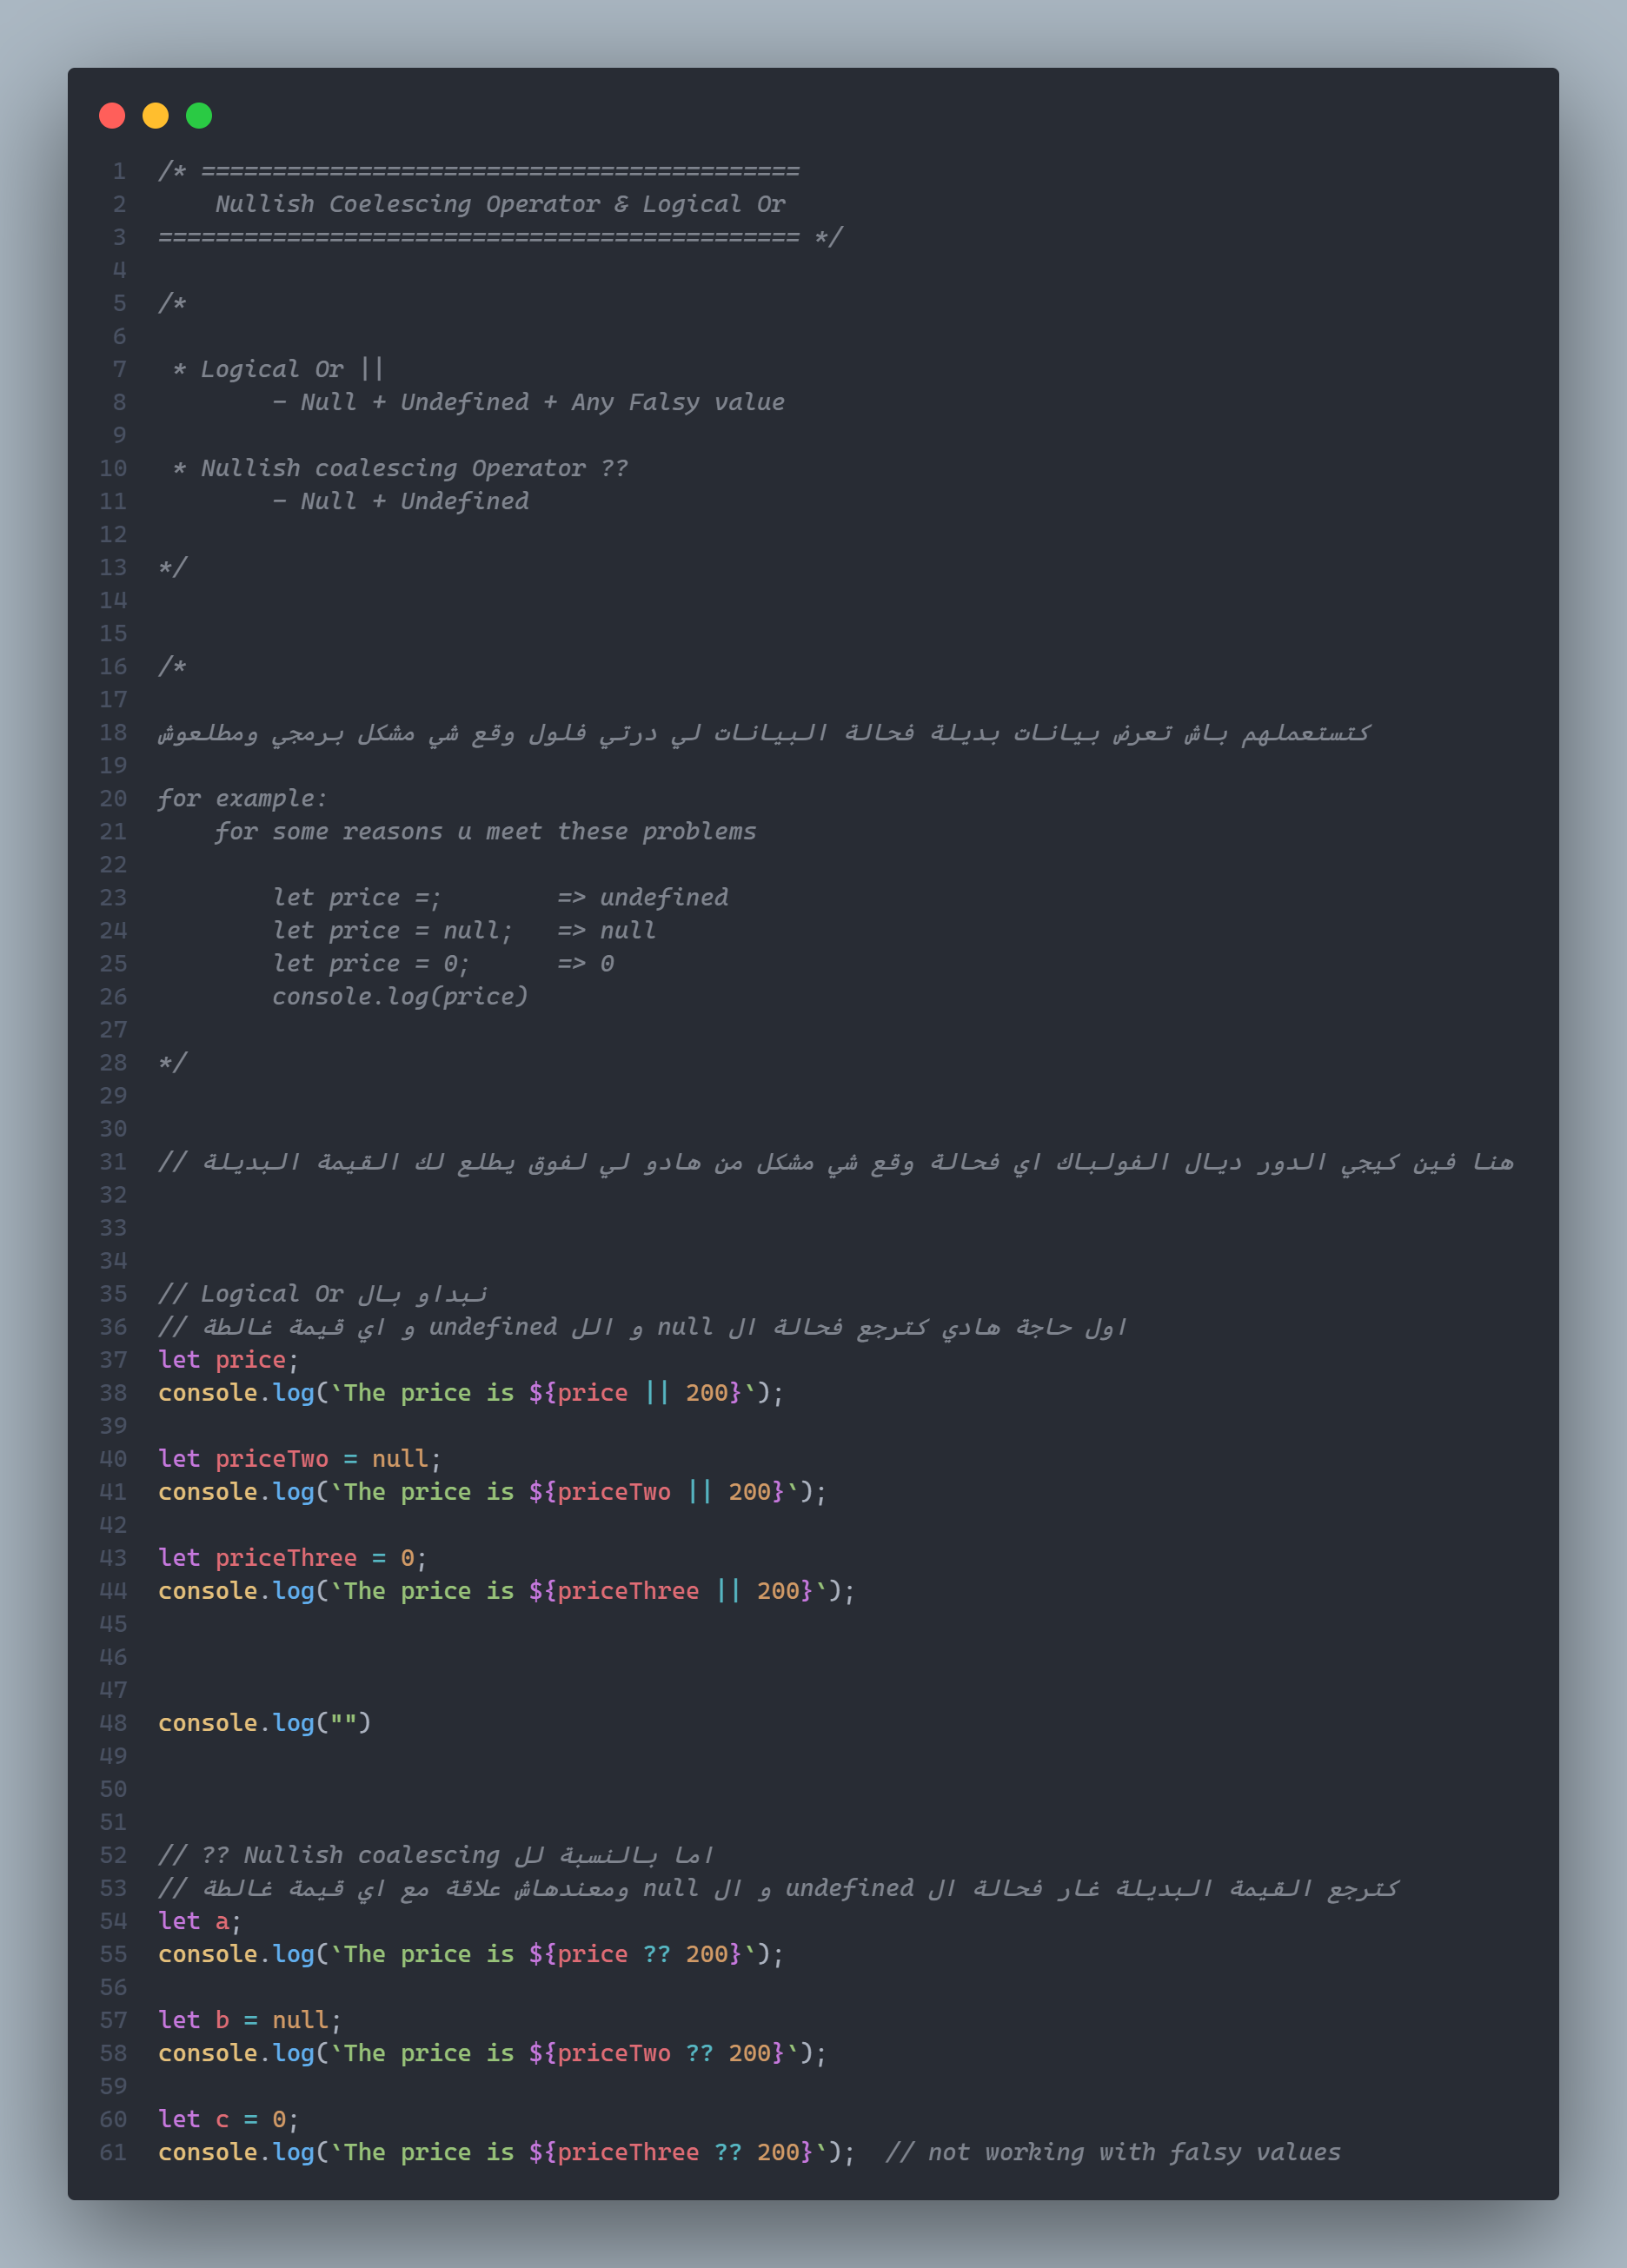 1 /* ==========================================
2 Nullish Coelescing Operator & Logical Or
3 ============================================= */
4
5 /*
6
7 * Logical Or ||
8 - Null + Undefined + Any Falsy value
9
10 * Nullish coalescing Operator ??
11 - Null + Undefined
12
13 */
14
15
16 /*
17
18 كتستعملهم باش تعرض بيانات بديلة فحالة البيانات لي درتي فلول وقع شي مشكل برمجي ومطلعوش
19
20 for example:
21 for some reasons u meet these problems
22
23 let price =; => undefined
24 let price = null; => null
25 let price = 0; => 0
26 console.log(price)
27
28 */
29
30
31 // هنا فين كيجي الدور ديال الفولباك اي فحالة وقع شي مشكل من هادو لي لفوق يطلع لك القيمة البديلة
32
33
34
35 // Logical Or نبداو بال
36 // اول حاجة هادي كترجع فحالة ال null و الل undefined و اي قيمة غالطة
37 let price;
38 console.log(`The price is ${price || 200}`);
39
40 let priceTwo = null;
41 console.log(`The price is ${priceTwo || 200}`);
42
43 let priceThree = 0;
44 console.log(`The price is ${priceThree || 200}`);
45
46
47
48 console.log("")
49
50
51
52 // ?? Nullish coalescing اما بالنسبة لل
53 // كترجع القيمة البديلة غار فحالة ال undefined و ال null ومعندهاش علاقة مع اي قيمة غالطة
54 let a;
55 console.log(`The price is ${price ?? 200}`);
56
57 let b = null;
58 console.log(`The price is ${priceTwo ?? 200}`);
59
60 let c = 0;
61 console.log(`The price is ${priceThree ?? 200}`); // not working with falsy values